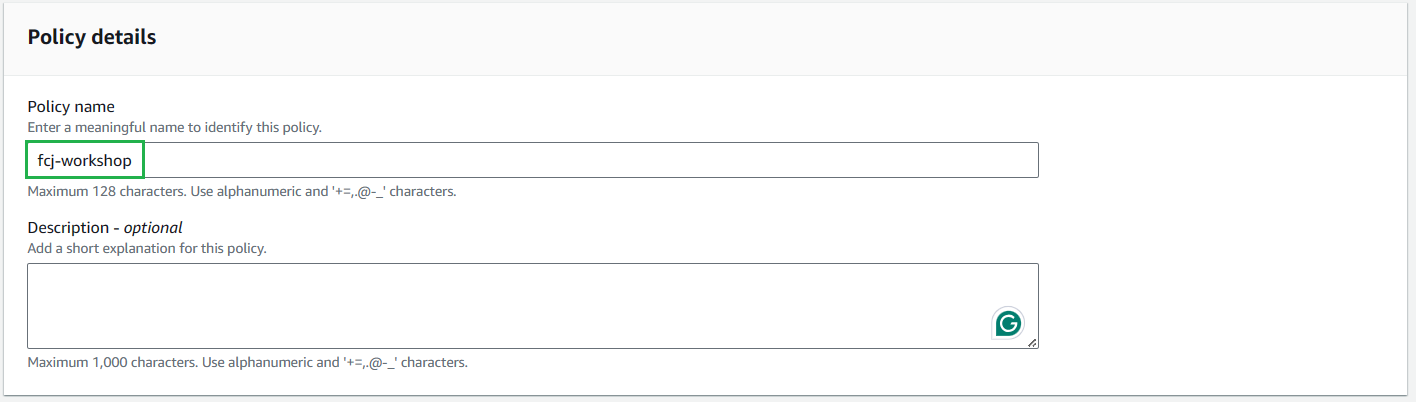 Policy details
Policy name
Enter a meaningful name to identify this policy.
fcj-workshop
Maximum 128 characters. Use alphanumeric and '+=,.@-_' characters.
Description - optional
Add a short explanation for this policy.
Maximum 1,000 characters. Use alphanumeric and '+=,.@-_' characters.